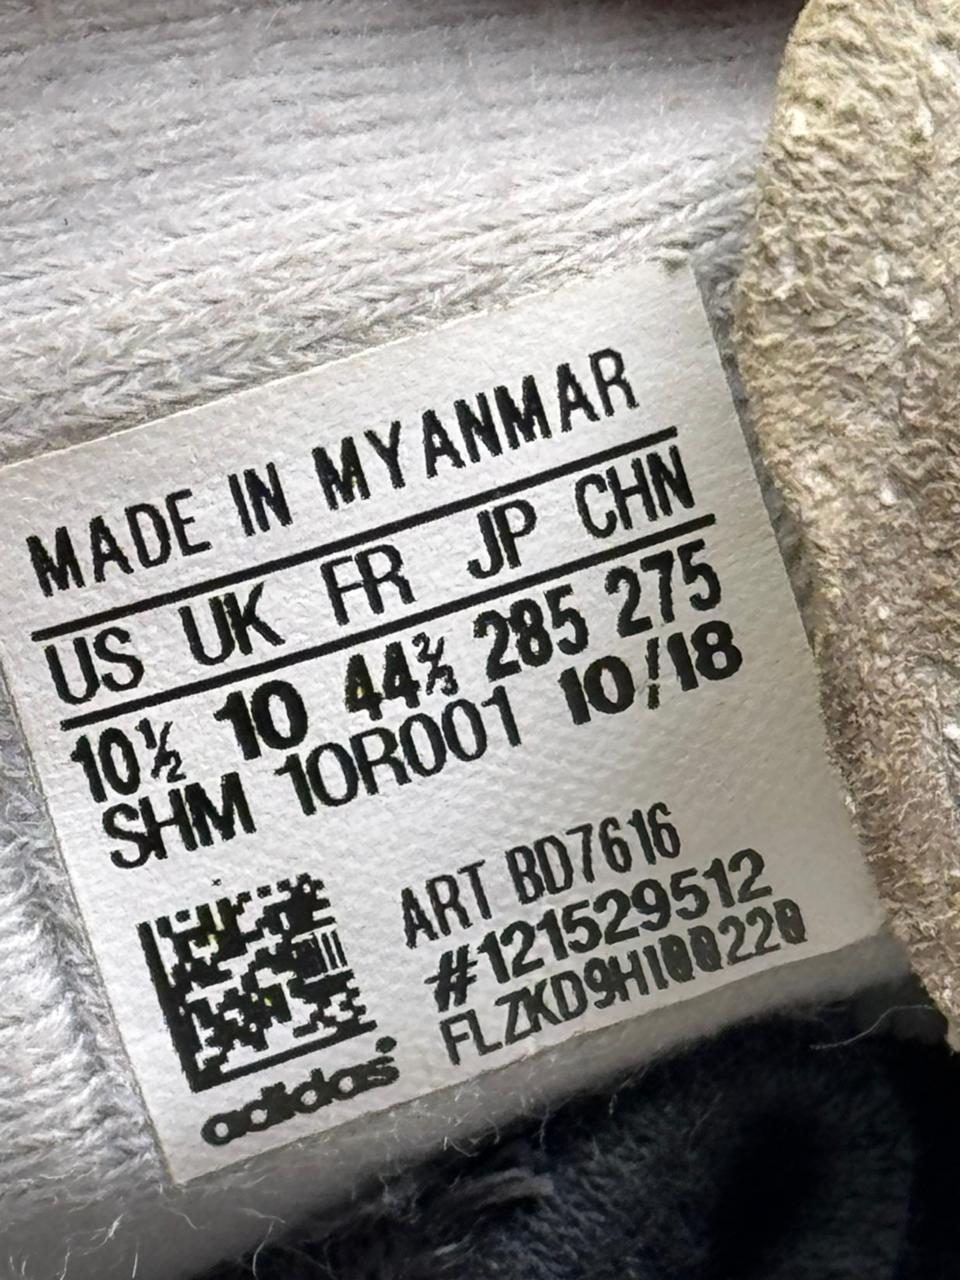 MADE IN MYANMAR
US UK FR JP CHN
10½ 10 44⅔ 285 275
SHM 10R001 10/18
ART BD7616
#121529512
FLZKD9H100220
adidas